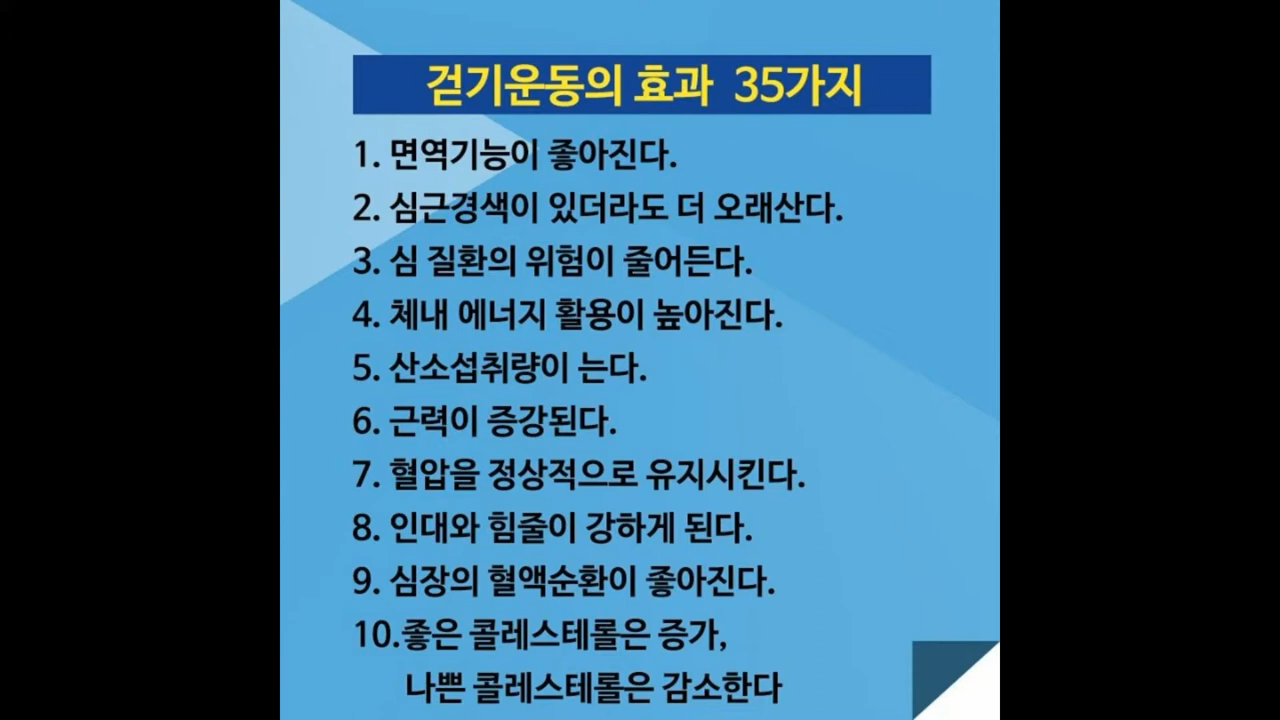 걷기운동의 효과 35가지
1. 면역기능이 좋아진다.
2. 심근경색이 있더라도 더 오래산다.
3. 심 질환의 위험이 줄어든다.
4. 체내 에너지 활용이 높아진다.
5. 산소섭취량이 는다.
6. 근력이 증강된다.
7. 혈압을 정상적으로 유지시킨다.
8. 인대와 힘줄이 강하게 된다.
9. 심장의 혈액순환이 좋아진다.
10.좋은 콜레스테롤은 증가,
나쁜 콜레스테롤은 감소한다